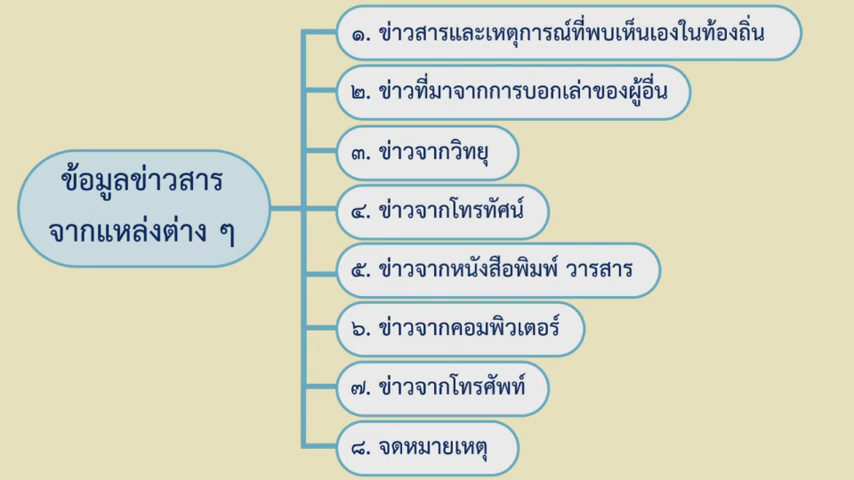 ข้อมูลข่าวสาร
จากแหล่งต่าง ๆ
๑. ข่าวสารและเหตุการณ์ที่พบเห็นเองในท้องถิ่น
๒. ข่าวที่มาจากการบอกเล่าของผู้อื่น
๓. ข่าวจากวิทยุ
๔. ข่าวจากโทรทัศน์
๕. ข่าวจากหนังสือพิมพ์ วารสาร
๖. ข่าวจากคอมพิวเตอร์
๗. ข่าวจากโทรศัพท์
๘. จดหมายเหตุ